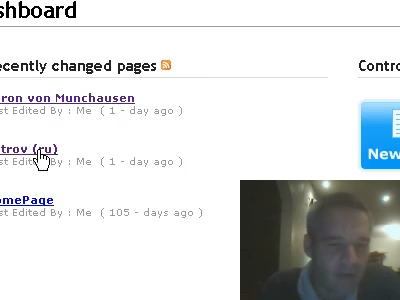 shboard
ecently changed pages
Contro
ron von Munchausen
st Edited By : Me ( 1 - day ago )
trov (ru)
st Edited By : Me ( 1 - day ago )
New
omePage
st Edited By : Me ( 105 - days ago )